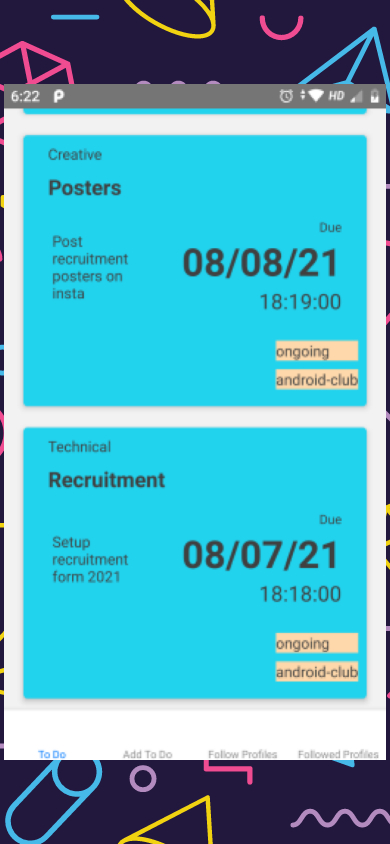 6:22 HD
Creative
Posters
Due
Post
recruitment
posters on
insta
08/08/21
18:19:00
ongoing
android-club
Technical
Recruitment
Due
Setup
recruitment
form 2021
08/07/21
18:18:00
ongoing
android-club
To Do Add To Do Follow Profiles Followed Profiles